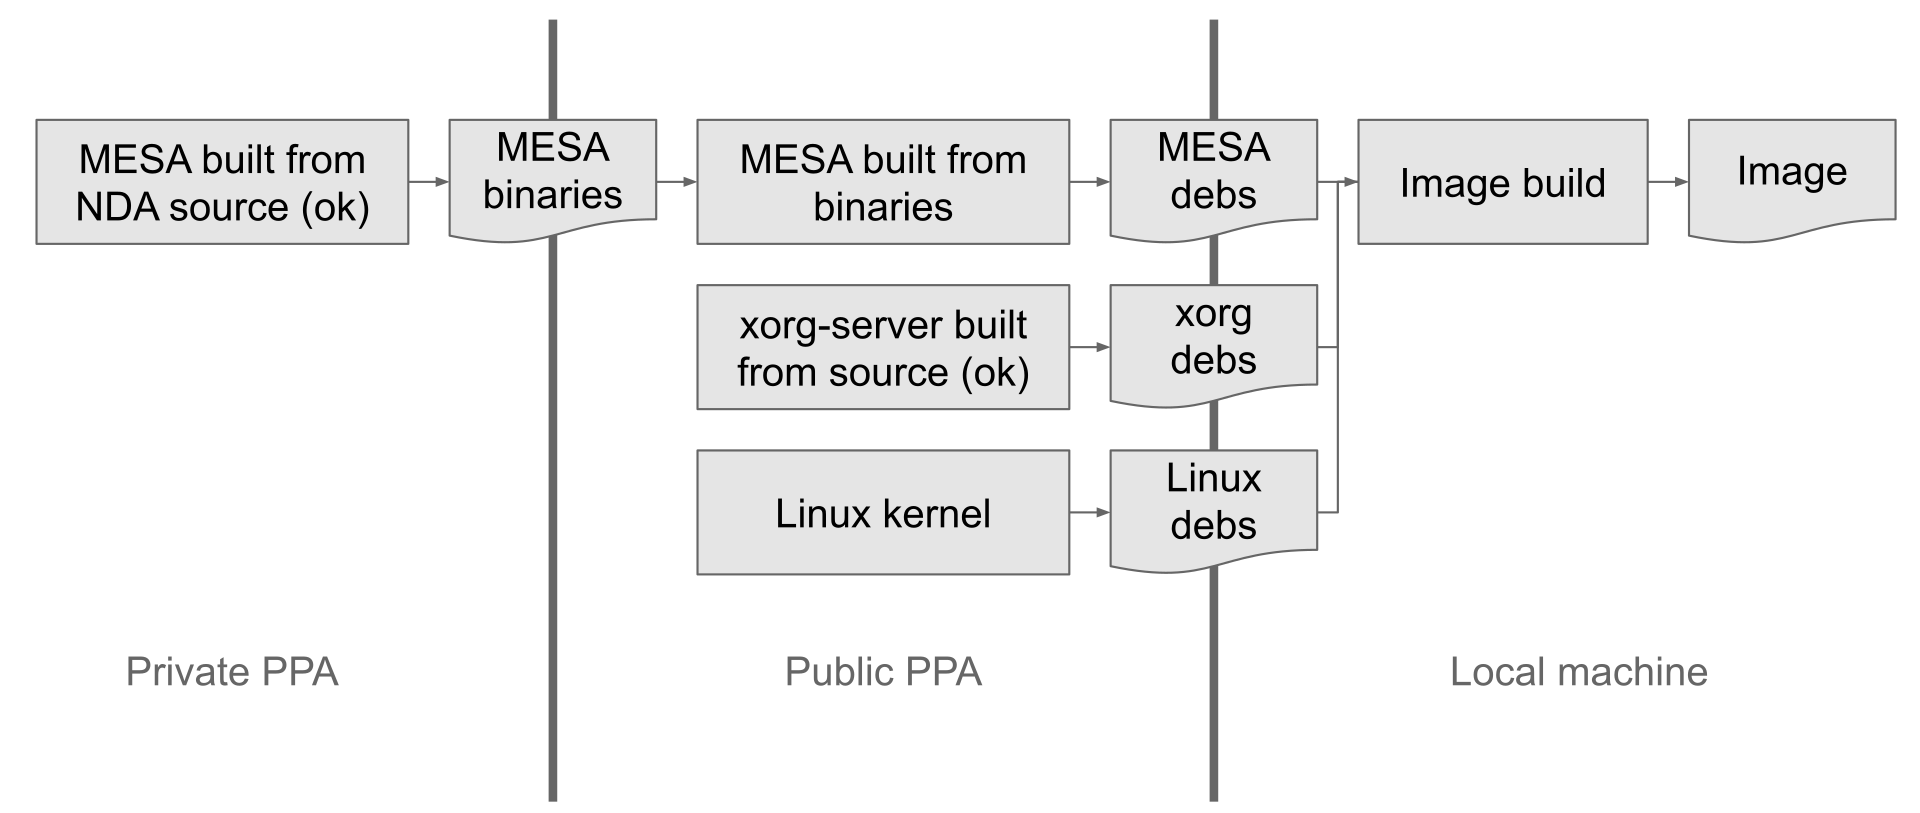 MESA built from
NDA source (ok)
MESA
binaries
MESA built from
binaries
MESA
debs
Image build
Image
xorg-server built
from source (ok)
xorg
debs
Linux kernel
Linux
debs
Private PPA
Public PPA
Local machine